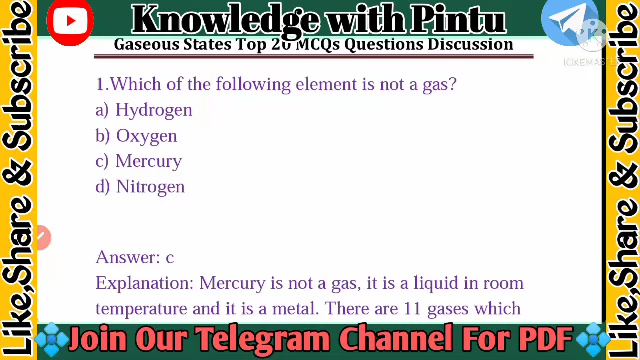 Knowledge with Pintu
Gaseous States Top 20 MCQs Questions Discussion
1.Which of the following element is not a gas?
a) Hydrogen
b) Oxygen
c) Mercury
d) Nitrogen
Answer: c
Explanation: Mercury is not a gas, it is a liquid in room
temperature and it is a metal. There are 11 gases which
Join Our Telegram Channel For PDF
Like,Share & Subscribe
Like,Share & Subscribe